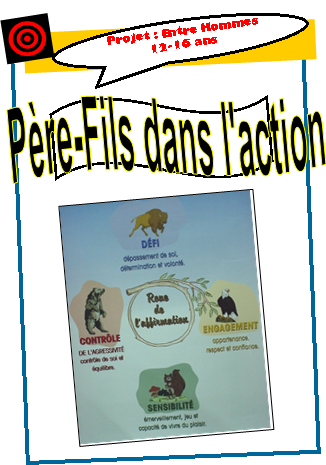 Projet : Entre Hommes
12-16 ans
Père-Fils dans l'action
DÉFI
dépassement de soi,
détermination et volonté.
Roue
de
l'affirmation
CONTRÔLE
DE L'AGRESSIVITÉ
contrôle de soi et
équilibre.
ENGAGEMENT
appartenance,
respect et confiance.
SENSIBILITÉ
émerveillement, jeu et
capacité de vivre du plaisir.